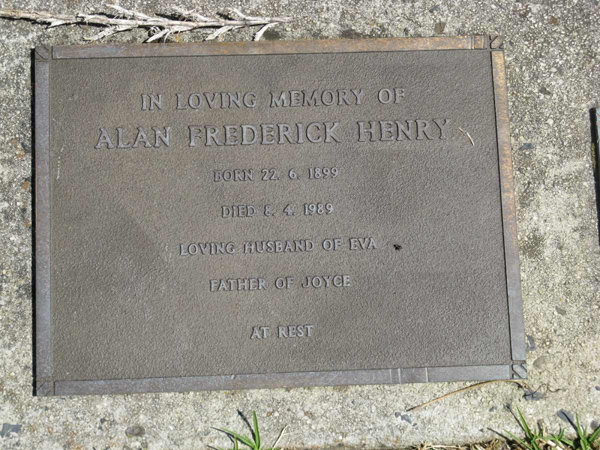 IN LOVING MEMORY OF
ALAN FREDERICK HENRY
BORN 22. 6. 1899
DIED 8. 4. 1989
LOVING HUSBAND OF EVA
FATHER OF JOYCE
AT REST